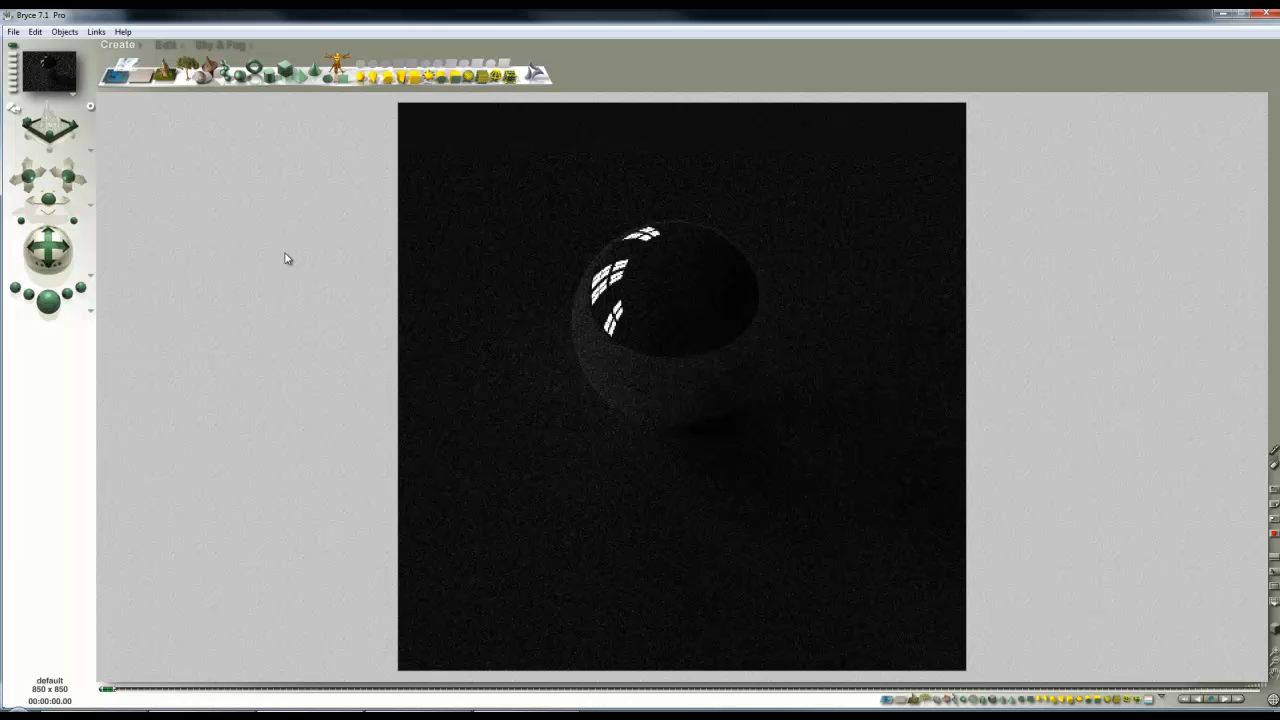 Bryce 7.1 Pro
File Edit Objects Links Help
Create Edit Sky & Fog
default
850 x 850
00:00:00.00